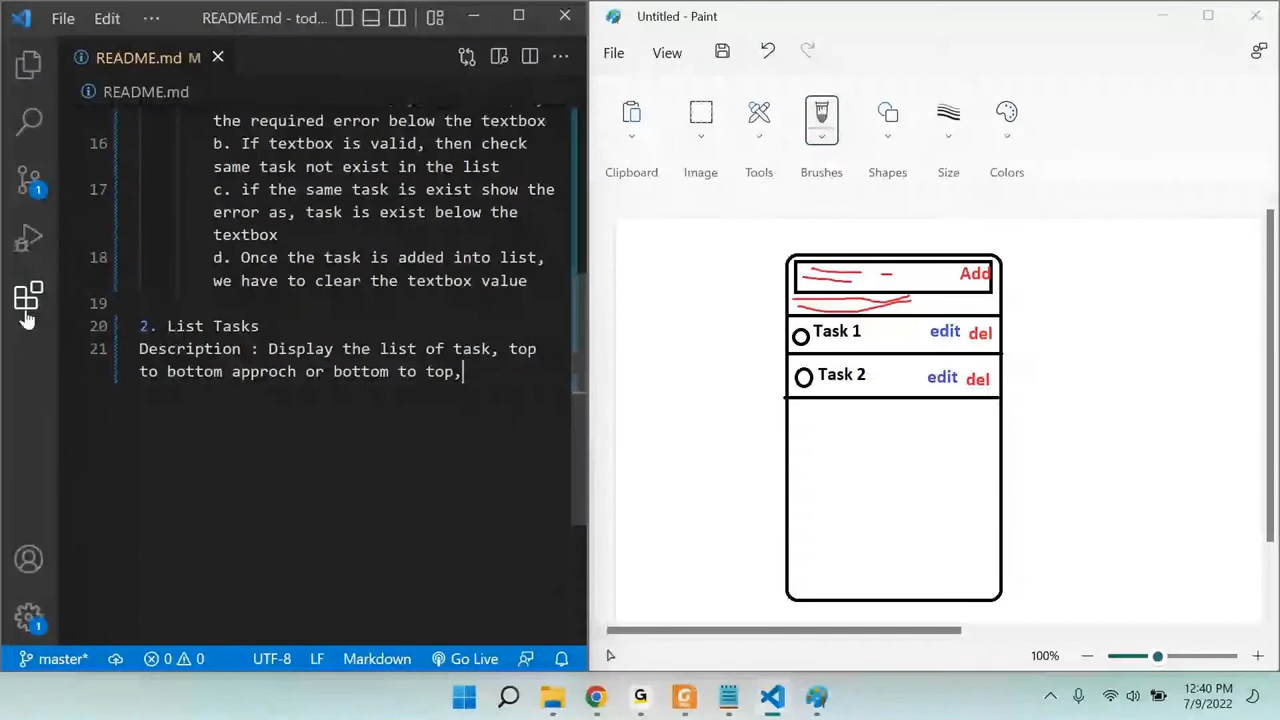 File Edit ··· README.md - tod...
README.md M
README.md
the required error below the textbox
16 b. If textbox is valid, then check
same task not exist in the list
17 c. if the same task is exist show the
error as, task is exist below the
textbox
18 d. Once the task is added into list,
we have to clear the textbox value
19
20 2. List Tasks
21 Description : Display the list of task, top
to bottom approch or bottom to top,
1
1
master* 0 0 UTF-8 LF Markdown Go Live
Untitled - Paint
File View
Clipboard Image Tools Brushes Shapes Size Colors
Add
Task 1 edit del
Task 2 edit del
100%
12:40 PM
7/9/2022